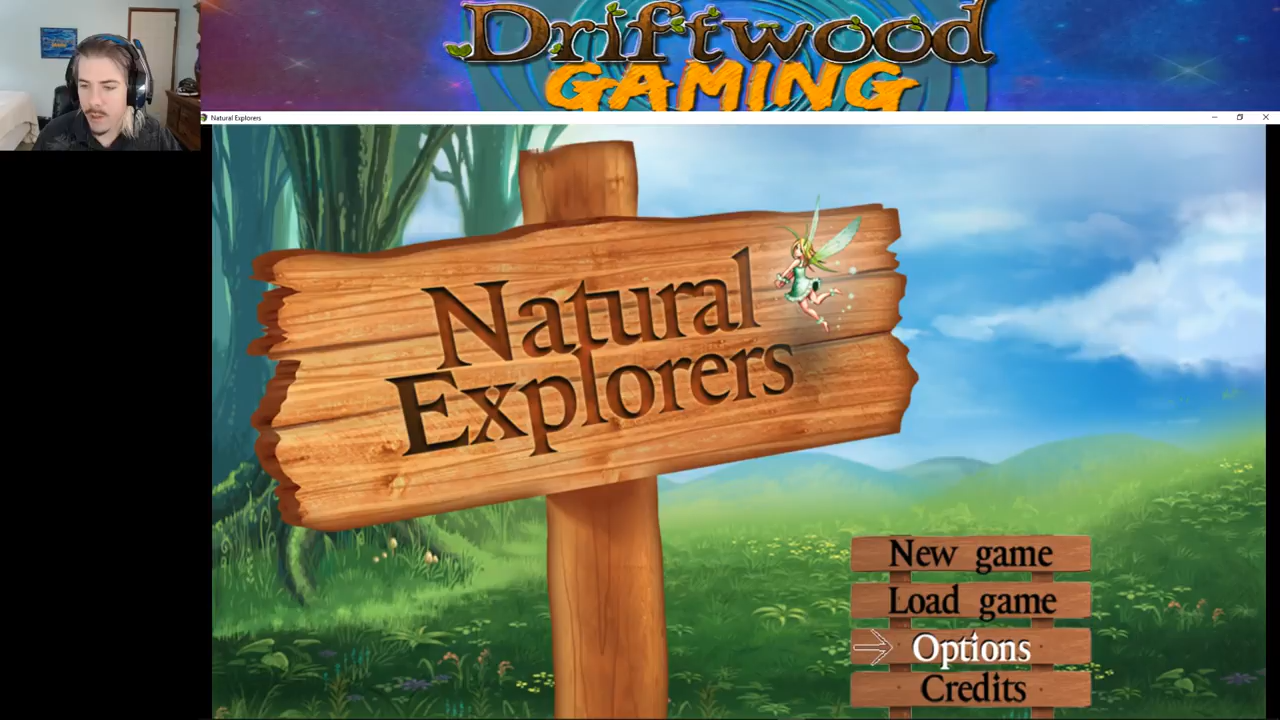 Driftwood
GAMING
Natural Explorers
Natural
Explorers
New game
Load game
Options
Credits